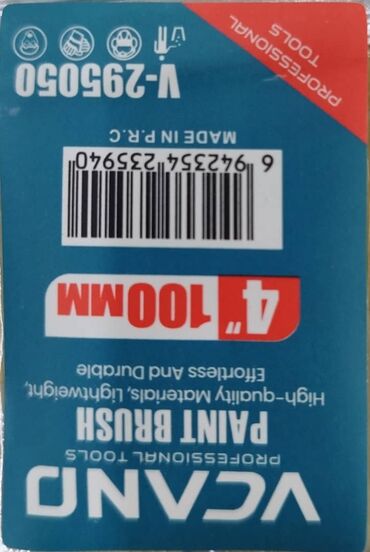 VCANO
PROFESSIONAL TOOLS
PAINT BRUSH
High-quality Materials, Lightweight,
Effortless And Durable
4" 100MM
6 942354 235940
MADE IN P.R.C
V-295050
PROFESSIONAL
TOOLS